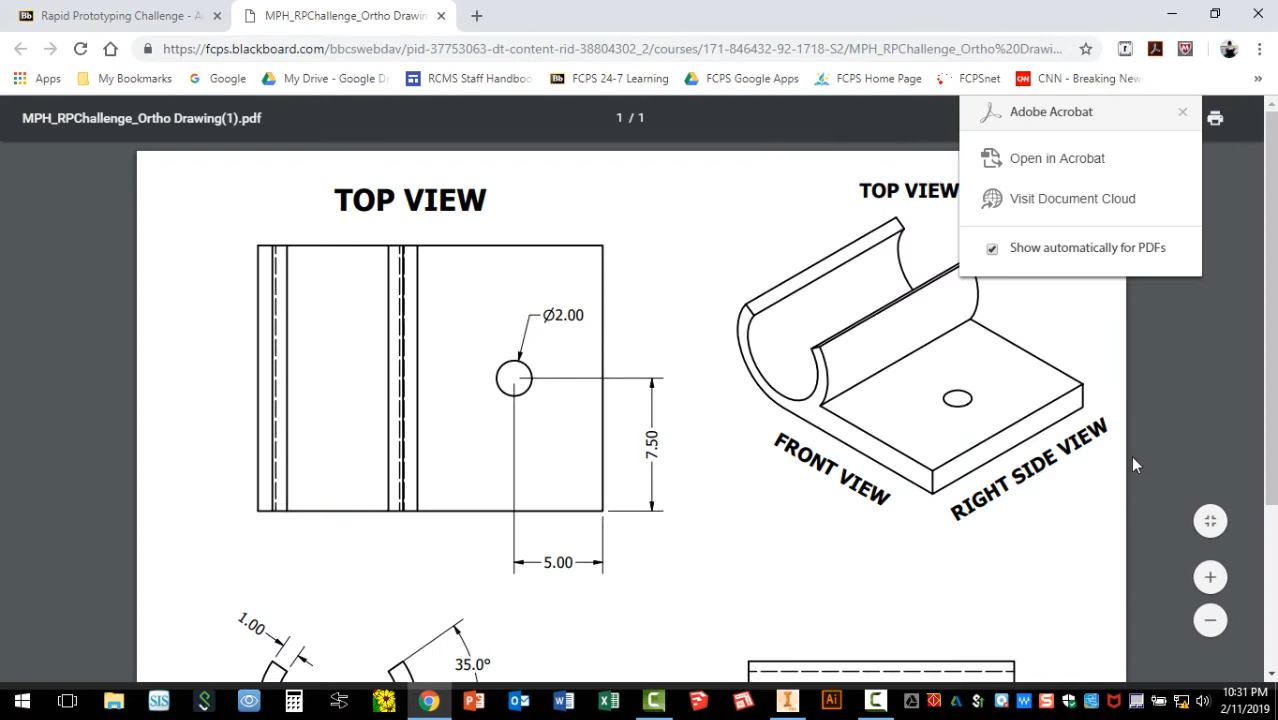 Rapid Prototyping Challenge - A
MPH_RPChallenge_Ortho Drawin
https://fcps.blackboard.com/bbcswebdav/pid-37753063-dt-content-rid-38804302_2/courses/171-846432-92-1718-S2/MPH_RPChallenge_Ortho%20Drawi...
Apps
My Bookmarks
Google
My Drive - Google D
RCMS Staff Handboo
FCPS 24-7 Learning
FCPS Google Apps
FCPS Home Page
FCPSnet
CNN - Breaking New
MPH_RPChallenge_Ortho Drawing(1).pdf
1 / 1
Adobe Acrobat
Open in Acrobat
Visit Document Cloud
Show automatically for PDFs
TOP VIEW
TOP VIEW
Ø2.00
7.50
5.00
FRONT VIEW
RIGHT SIDE VIEW
1.00
35.0°
10:31 PM
2/11/2019